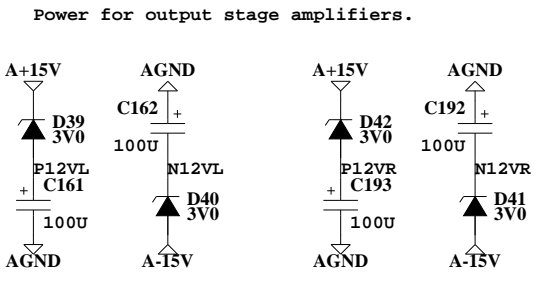 Power for output stage amplifiers.
A+15V
AGND
A+15V
AGND
D39
3V0
C162
+
100U
D42
3V0
C192
+
100U
P12VL
N12VL
P12VR
N12VR
C161
+
100U
D40
3V0
C193
+
100U
D41
3V0
AGND
A-15V
AGND
A-15V